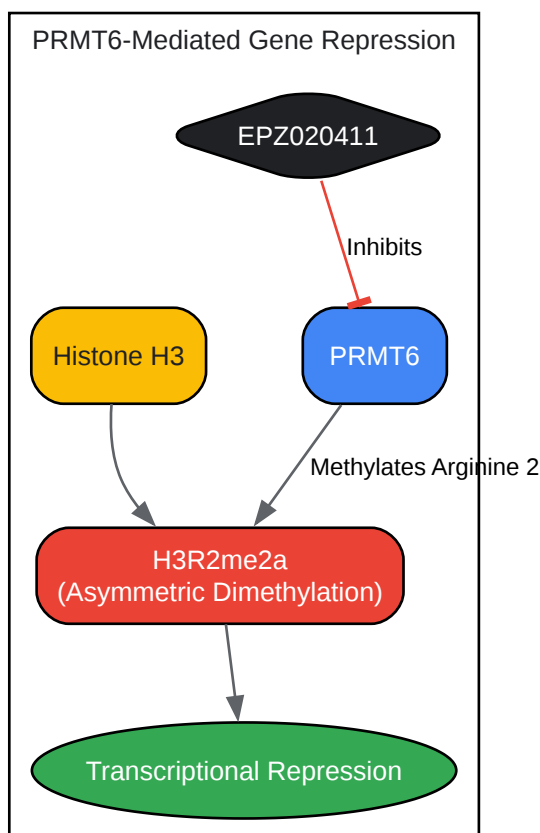 PRMT6-Mediated Gene Repression
EPZ020411
Inhibits
Histone H3
PRMT6
Methylates Arginine 2
H3R2me2a
(Asymmetric Dimethylation)
Transcriptional Repression